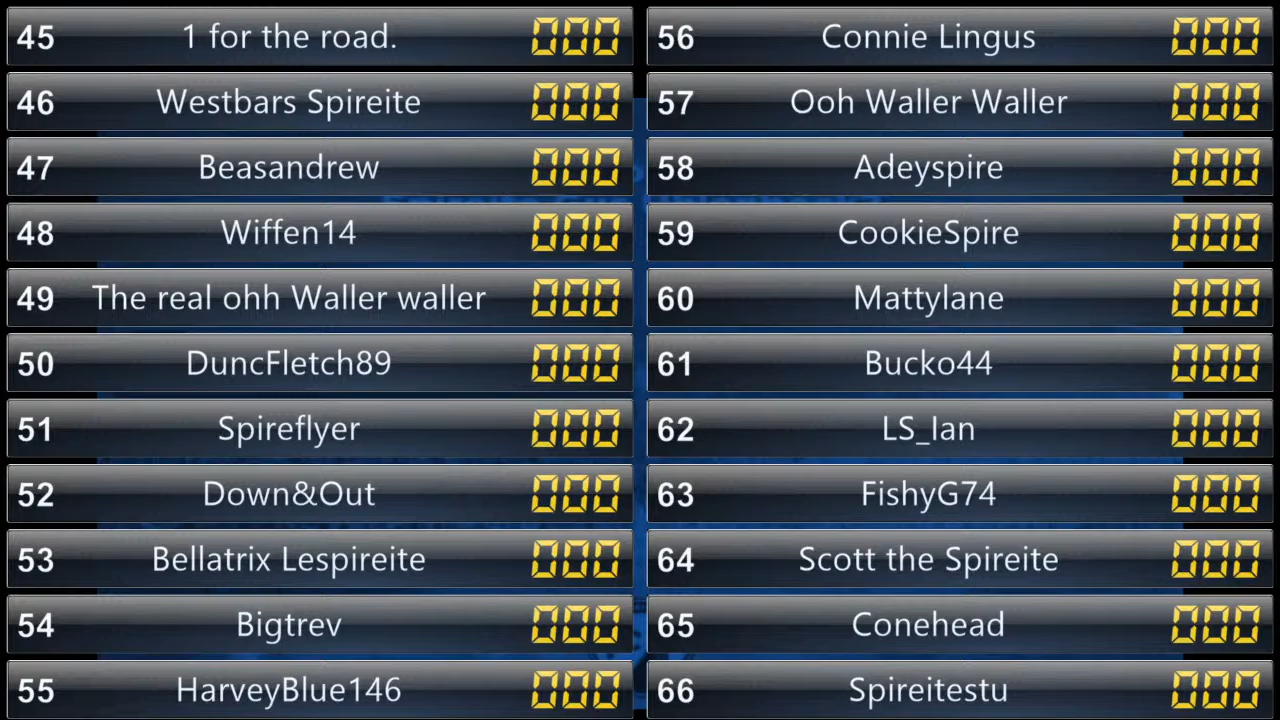 45 1 for the road. 000
46 Westbars Spireite 000
47 Beasandrew 000
48 Wiffen14 000
49 The real ohh Waller waller 000
50 DuncFletch89 000
51 Spireflyer 000
52 Down&Out 000
53 Bellatrix Lespireite 000
54 Bigtrev 000
55 HarveyBlue146 000
56 Connie Lingus 000
57 Ooh Waller Waller 000
58 Adeyspire 000
59 CookieSpire 000
60 Mattylane 000
61 Bucko44 000
62 LS_Ian 000
63 FishyG74 000
64 Scott the Spireite 000
65 Conehead 000
66 Spireitestu 000